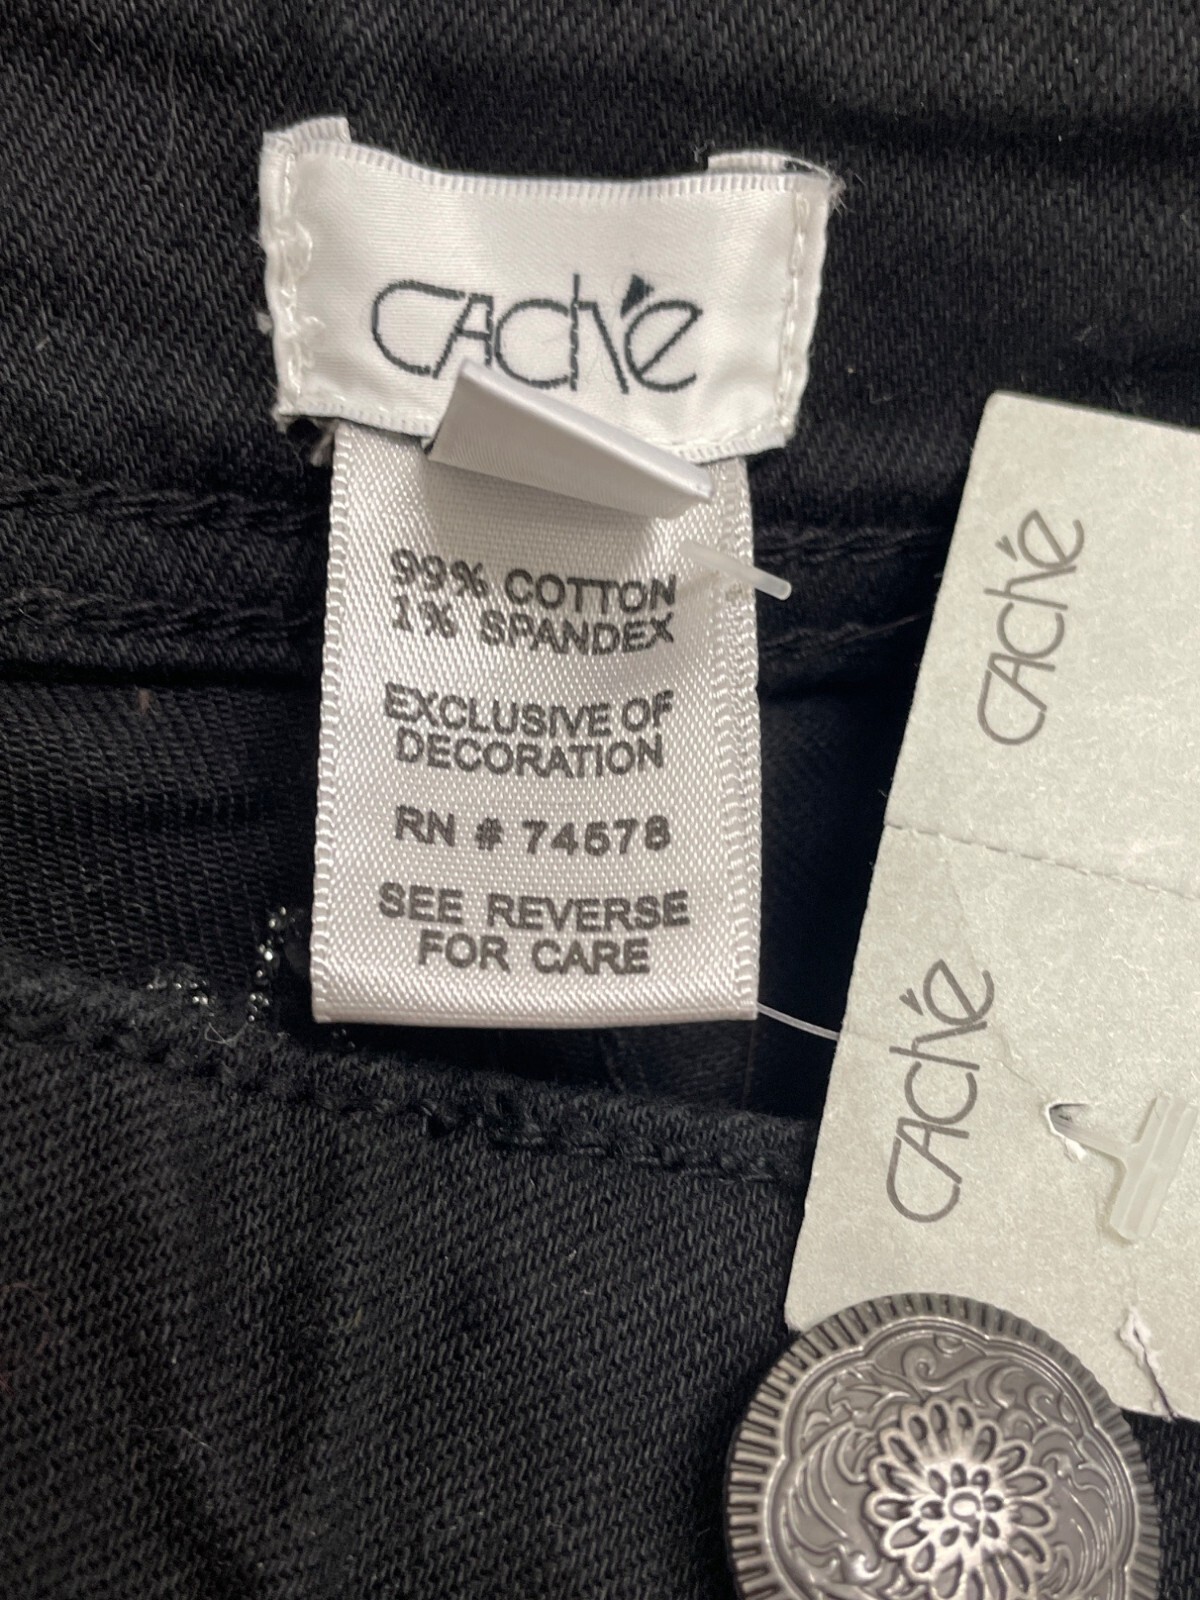 CAché
99% COTTON
1% SPANDEX
EXCLUSIVE OF
DECORATION
RN # 74578
SEE REVERSE
FOR CARE
CAché
CAché